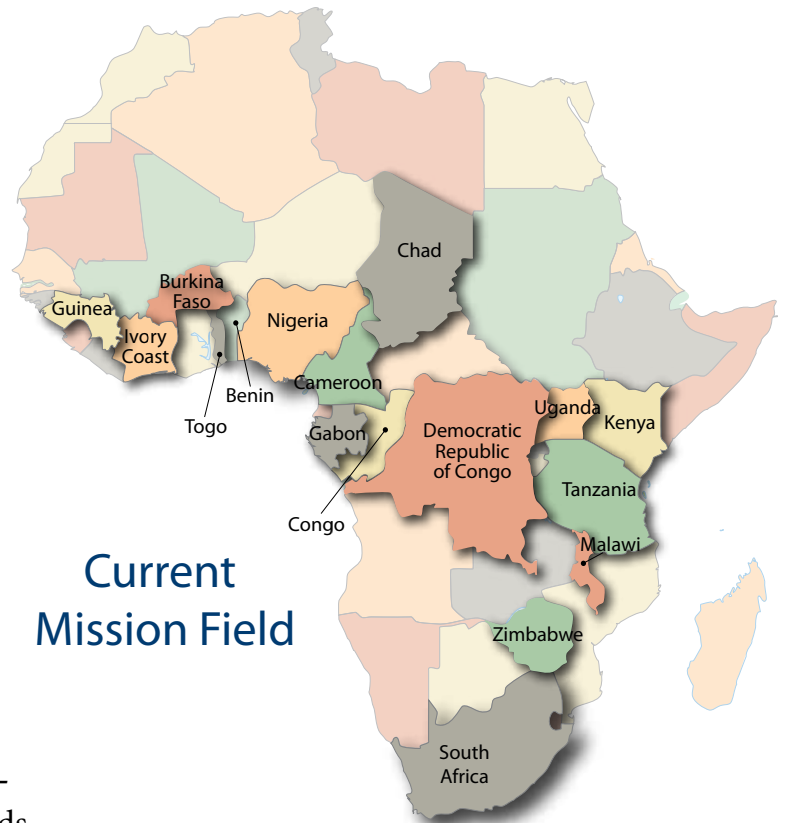 Chad
Burkina
Faso
Guinea
Nigeria
Ivory
Coast
Benin
Cameroon
Togo
Uganda
Gabon
Democratic
Republic
of Congo
Kenya
Tanzania
Congo
Malawi
Current
Mission Field
Zimbabwe
South
Africa
-
ds